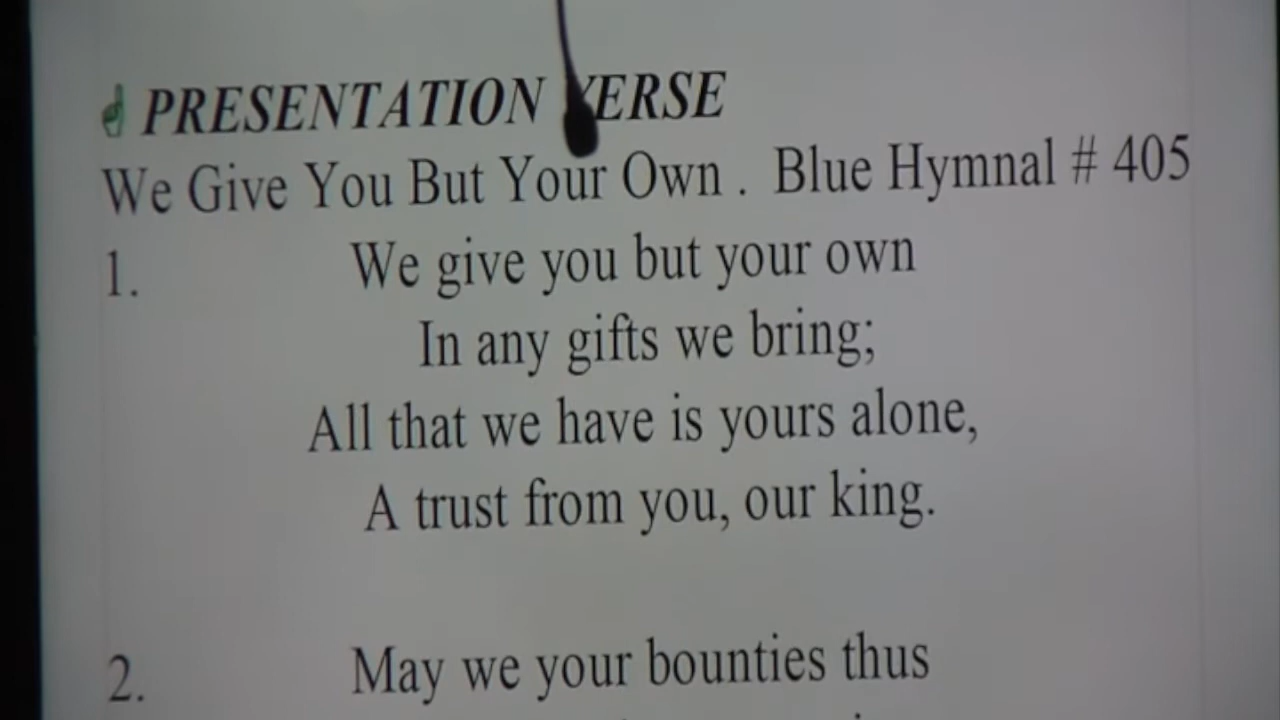 PRESENTATION VERSE
We Give You But Your Own . Blue Hymnal # 405
1. We give you but your own
In any gifts we bring;
All that we have is yours alone,
A trust from you, our king.
2. May we your bounties thus